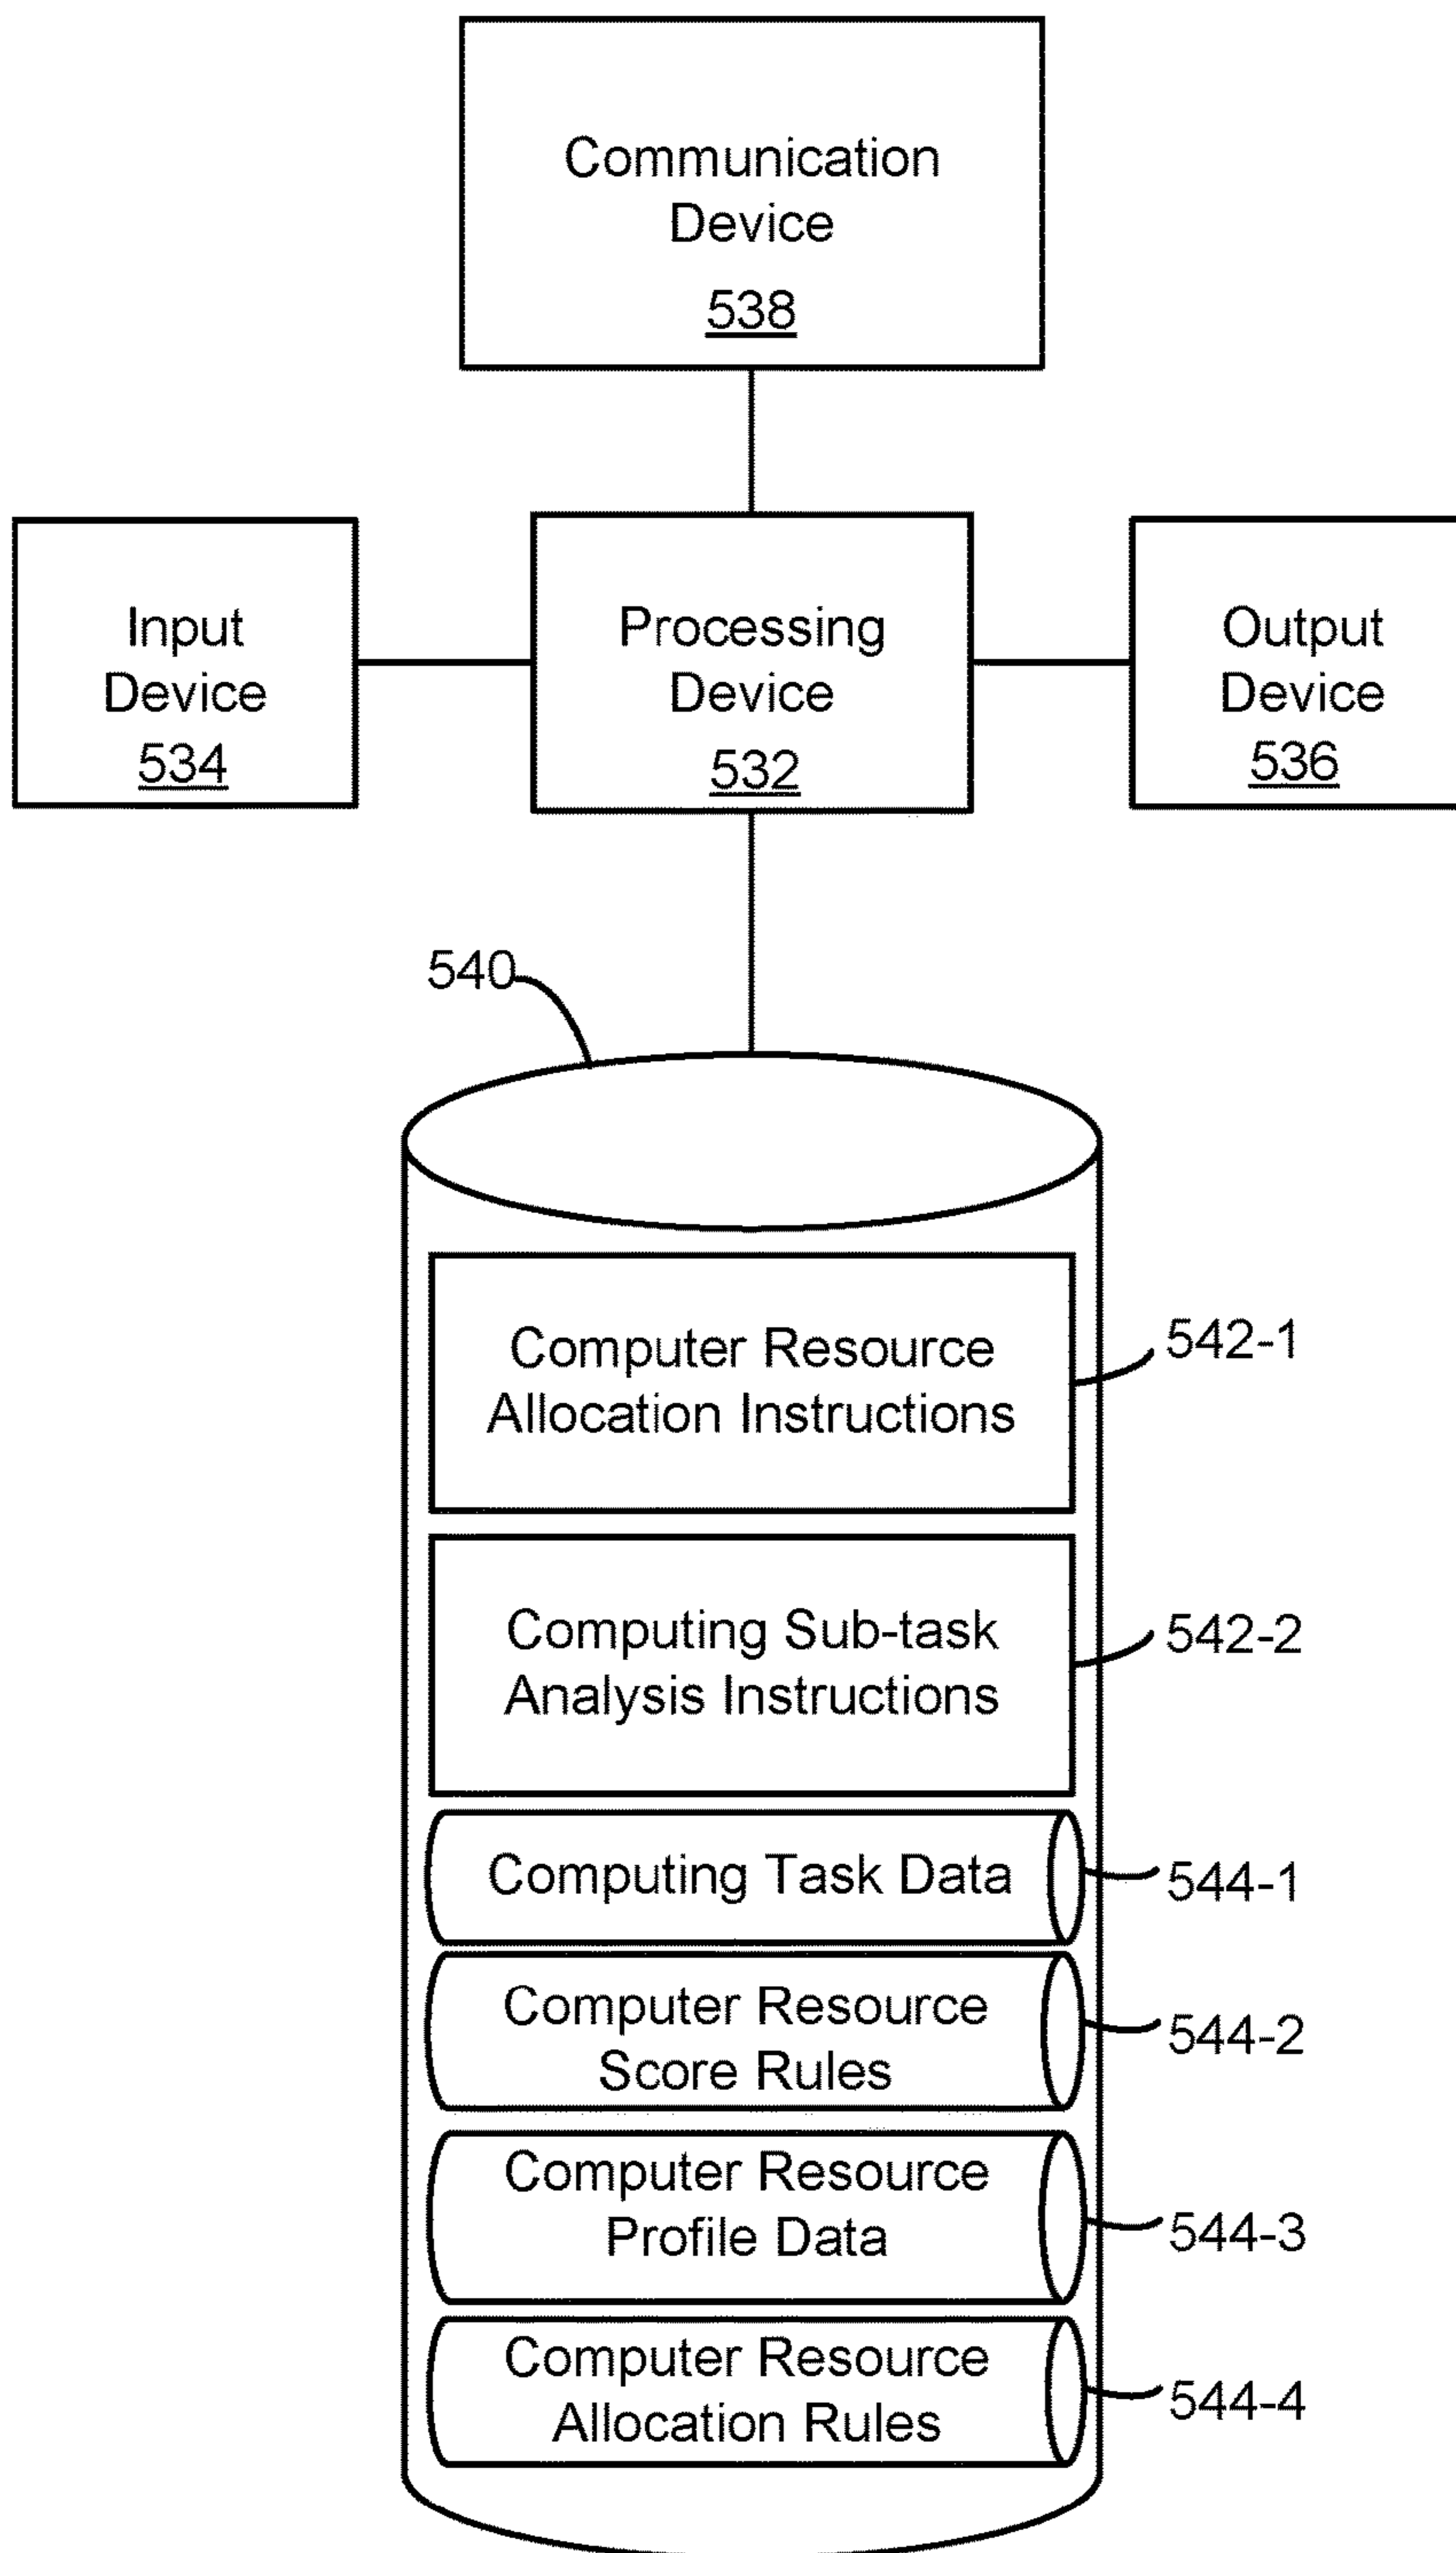 Communication
Device
538
Input
Device
534
Processing
Device
532
Output
Device
536
540
Computer Resource
Allocation Instructions
542-1
Computing Sub-task
Analysis Instructions
542-2
Computing Task Data
544-1
Computer Resource
Score Rules
544-2
Computer Resource
Profile Data
544-3
Computer Resource
Allocation Rules
544-4